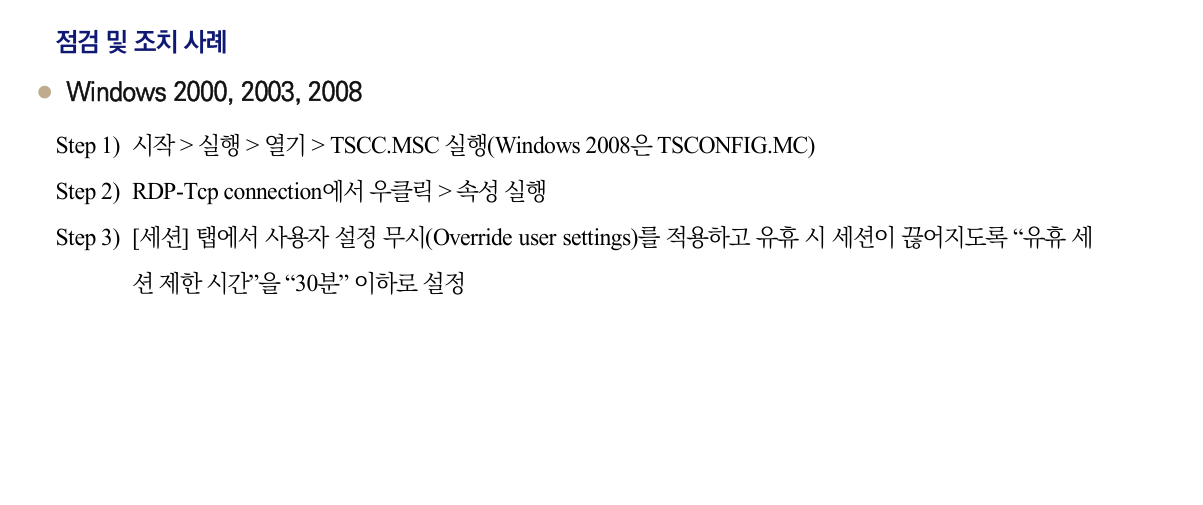 점검 및 조치 사례
● Windows 2000, 2003, 2008
Step 1) 시작 > 실행 > 열기 > TSCC.MSC 실행(Windows 2008은 TSCONFIG.MC)
Step 2) RDP-Tcp connection에서 우클릭 > 속성 실행
Step 3) [세션] 탭에서 사용자 설정 무시(Override user settings)를 적용하고 유휴 시 세션이 끊어지도록 “유휴 세
션 제한 시간”을 “30분” 이하로 설정